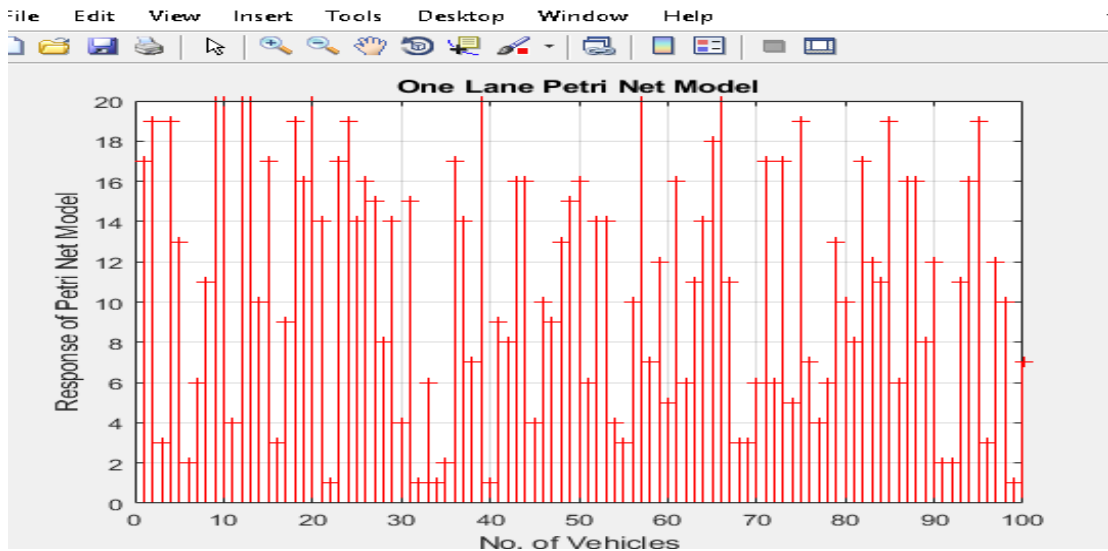 File Edit View Insert Tools Desktop Window Help
One Lane Petri Net Model
Response of Petri Net Model
20
18
16
14
12
10
8
6
4
2
0
0 10 20 30 40 50 60 70 80 90 100
No. of Vehicles